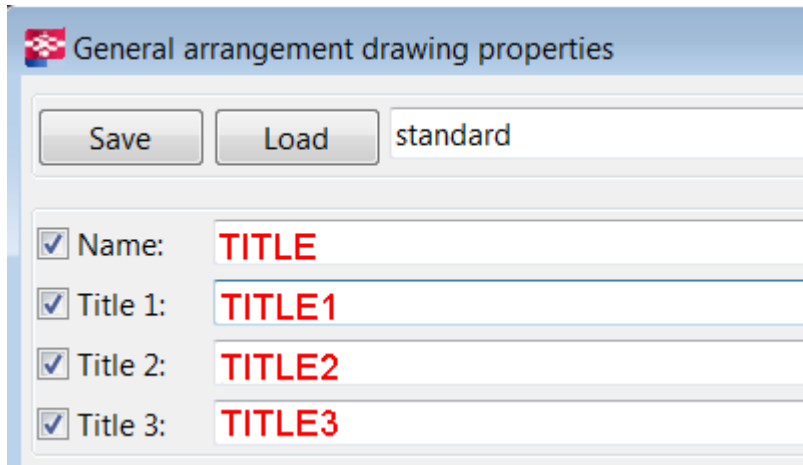 General arrangement drawing properties
Save Load standard
Name: TITLE
Title 1: TITLE1
Title 2: TITLE2
Title 3: TITLE3